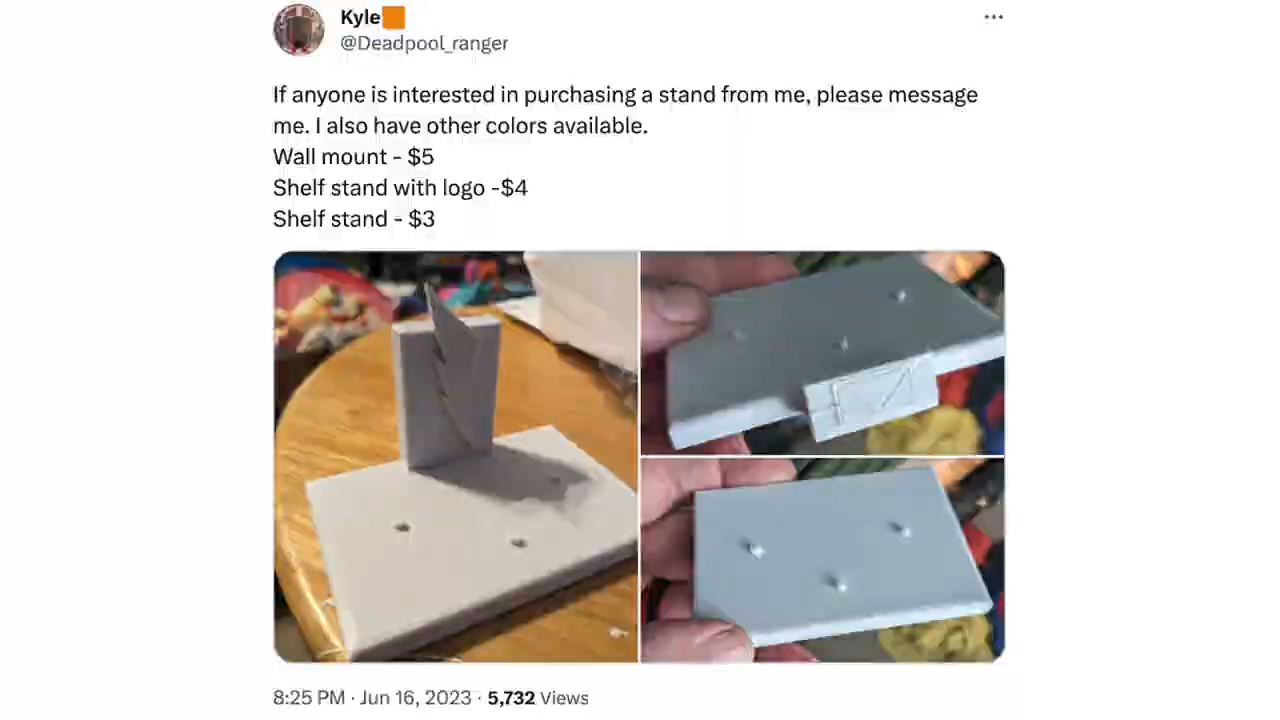 Kyle
@Deadpool_ranger
If anyone is interested in purchasing a stand from me, please message
me. I also have other colors available.
Wall mount - $5
Shelf stand with logo -$4
Shelf stand - $3
8:25 PM · Jun 16, 2023 · 5,732 Views